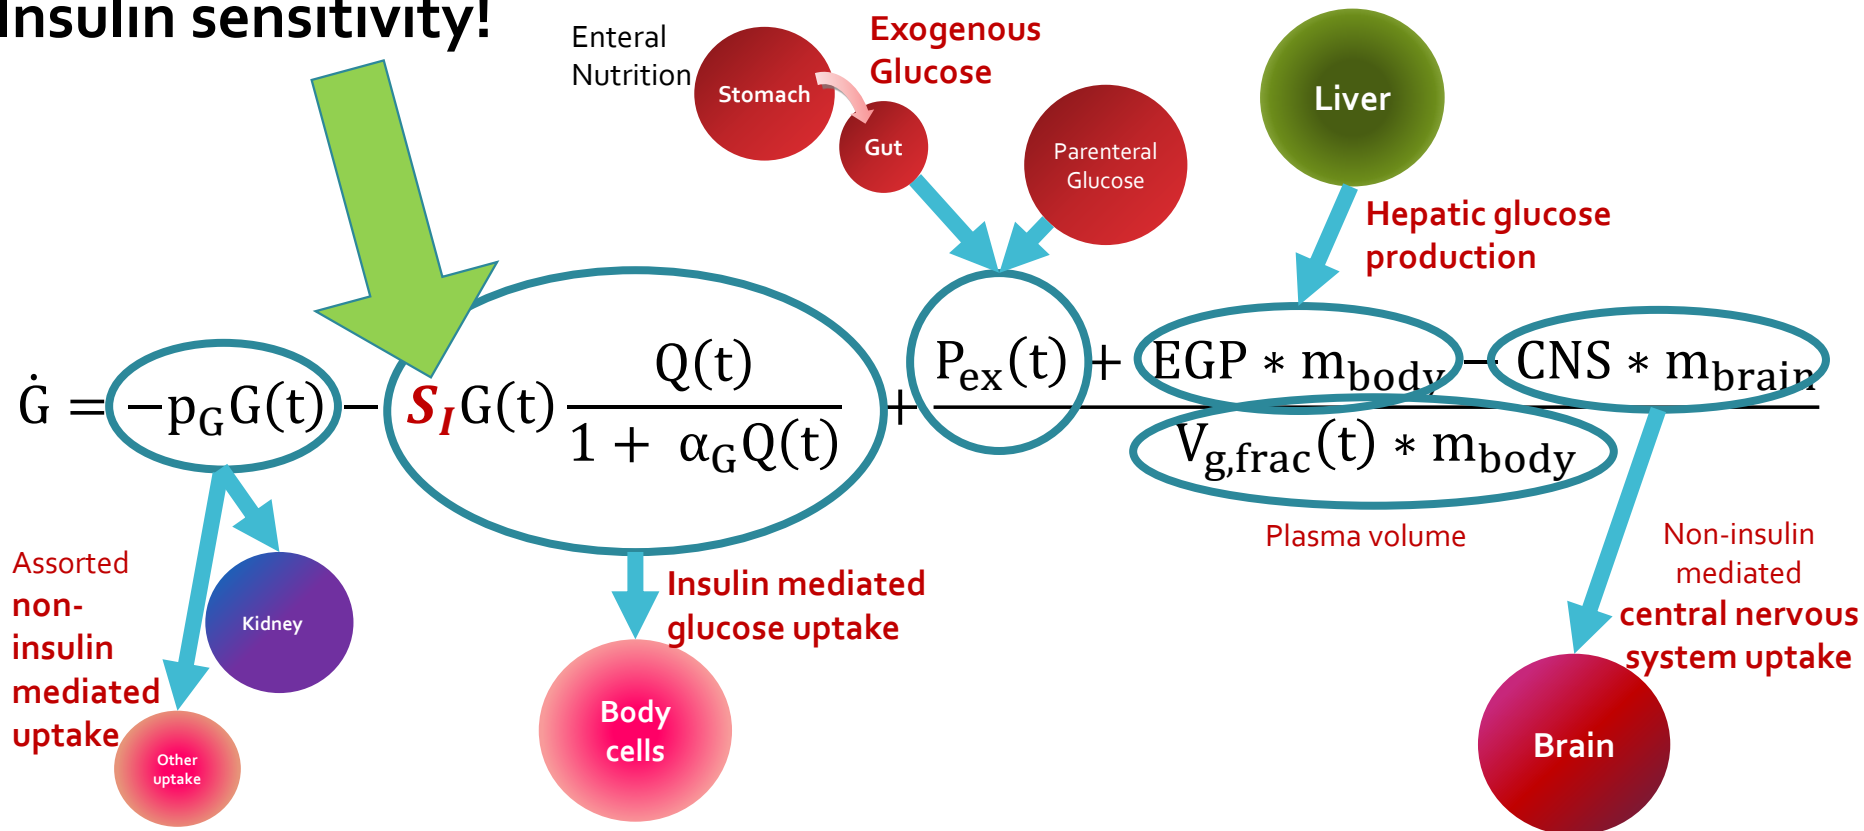 Insulin sensitivity!
Enteral
Nutrition
Exogenous
Glucose
Stomach
Gut
Parenteral
Glucose
Liver
Hepatic glucose
production
Ġ = −p_G G(t) − S_I G(t) Q(t) / (1 + α_G Q(t)) + (P_ex(t) + EGP * m_body − CNS * m_brain) / (V_g,frac(t) * m_body)
Plasma volume
Assorted
non-
insulin
mediated
uptake
Kidney
Other
uptake
Insulin mediated
glucose uptake
Body
cells
Non-insulin
mediated
central nervous
system uptake
Brain